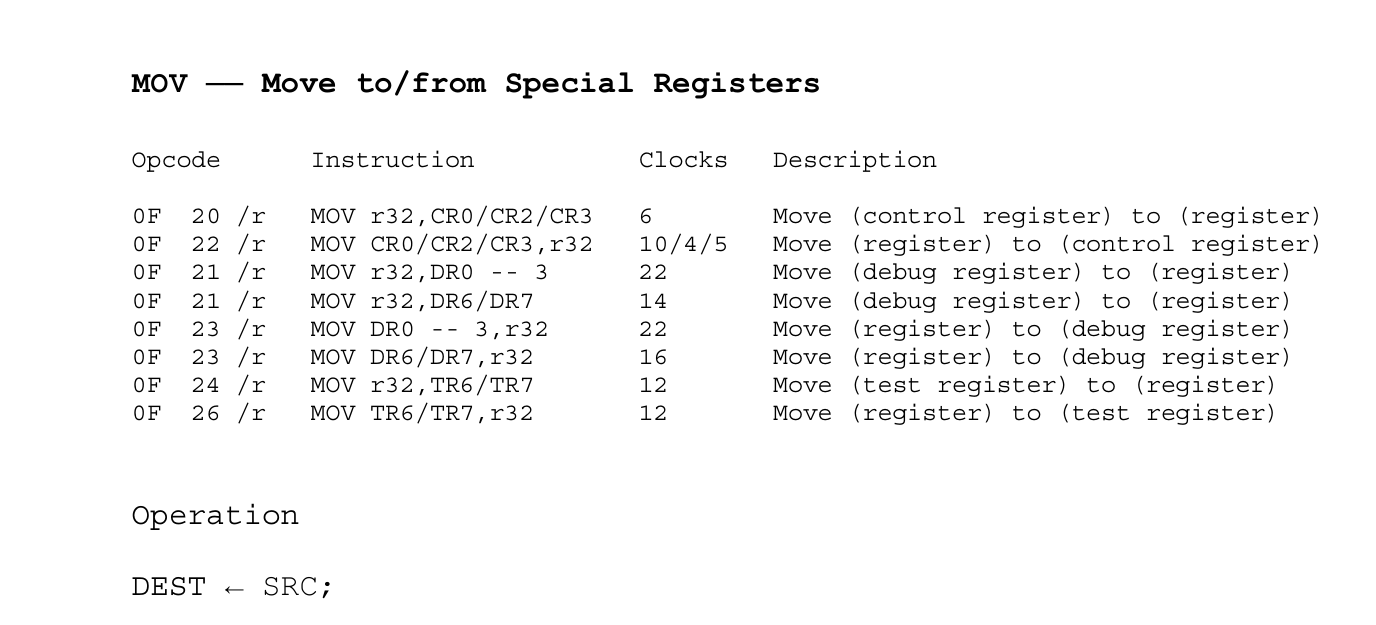 MOV –– Move to/from Special Registers
Opcode      Instruction           Clocks   Description
0F  20 /r   MOV r32,CR0/CR2/CR3   6        Move (control register) to (register)
0F  22 /r   MOV CR0/CR2/CR3,r32   10/4/5   Move (register) to (control register)
0F  21 /r   MOV r32,DR0 -- 3      22       Move (debug register) to (register)
0F  21 /r   MOV r32,DR6/DR7       14       Move (debug register) to (register)
0F  23 /r   MOV DR0 -- 3,r32      22       Move (register) to (debug register)
0F  23 /r   MOV DR6/DR7,r32       16       Move (register) to (debug register)
0F  24 /r   MOV r32,TR6/TR7       12       Move (test register) to (register)
0F  26 /r   MOV TR6/TR7,r32       12       Move (register) to (test register)
Operation
DEST ← SRC;